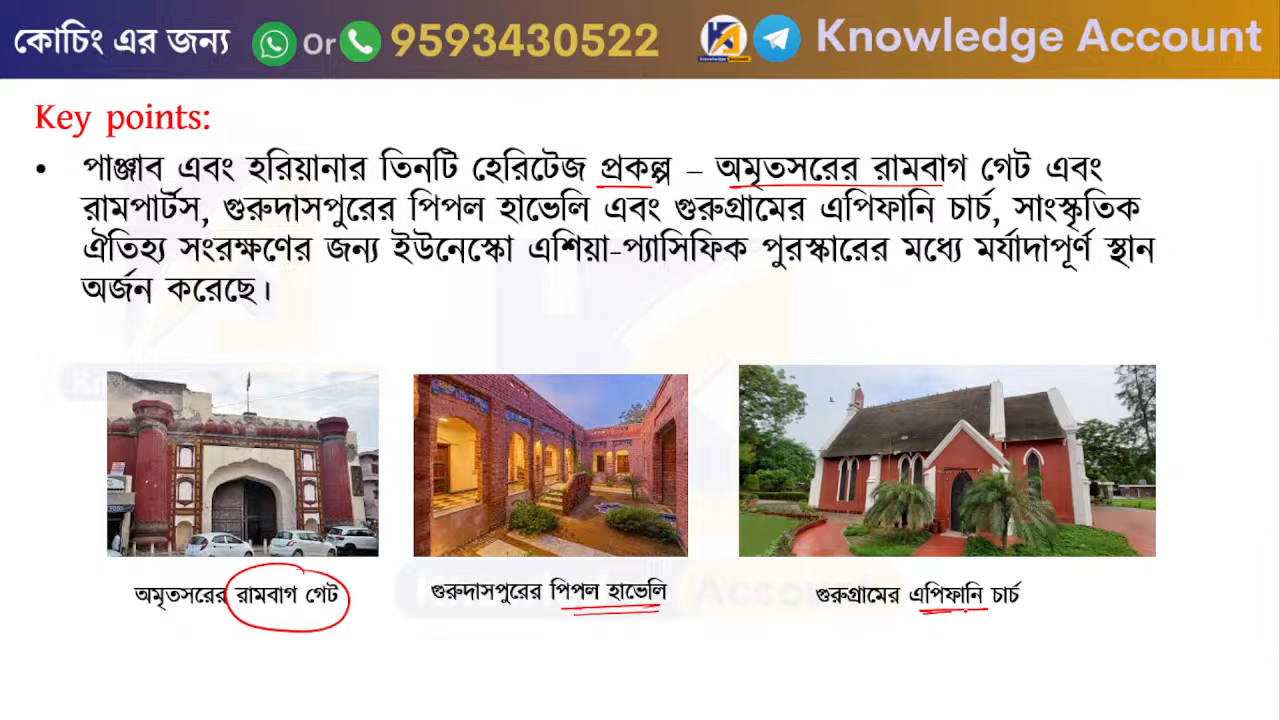 কোচিং এর জন্য Or 9593430522 Knowledge Account
Key points:
• পাঞ্জাব এবং হরিয়ানার তিনটি হেরিটেজ প্রকল্প – অমৃতসরের রামবাগ গেট এবং
রামপার্টস, গুরুদাসপুরের পিপল হাভেলি এবং গুরুগ্রামের এপিফানি চার্চ, সাংস্কৃতিক
ঐতিহ্য সংরক্ষণের জন্য ইউনেস্কো এশিয়া-প্যাসিফিক পুরস্কারের মধ্যে মর্যাদাপূর্ণ স্থান
অর্জন করেছে।
অমৃতসরের রামবাগ গেট
গুরুদাসপুরের পিপল হাভেলি
গুরুগ্রামের এপিফানি চার্চ